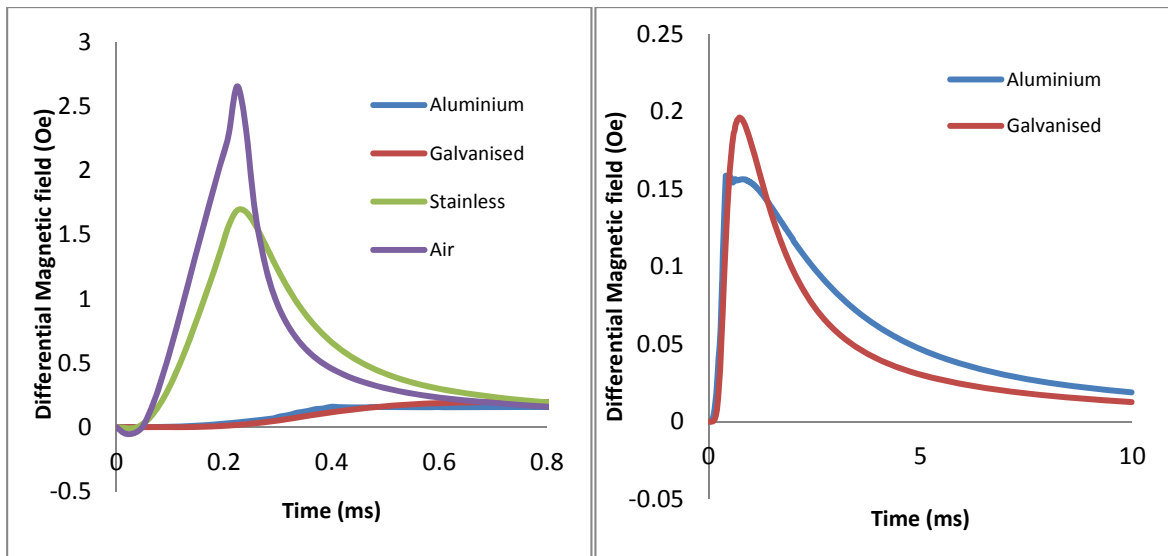 Differential Magnetic field (Oe)
3
2.5
2
1.5
1
0.5
0
-0.5
0
0.2
0.4
0.6
0.8
Time (ms)
Aluminium
Galvanised
Stainless
Air
Differential Magnetic field (Oe)
0.25
0.2
0.15
0.1
0.05
0
-0.05
0
5
10
Time (ms)
Aluminium
Galvanised